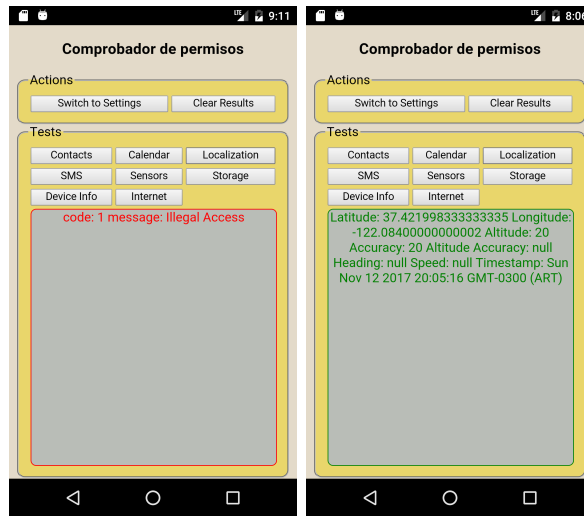 LTE 9:11
Comprobador de permisos
Actions
Switch to Settings Clear Results
Tests
Contacts Calendar Localization
SMS Sensors Storage
Device Info Internet
code: 1 message: Illegal Access
LTE 8:06
Comprobador de permisos
Actions
Switch to Settings Clear Results
Tests
Contacts Calendar Localization
SMS Sensors Storage
Device Info Internet
Latitude: 37.421998333333335 Longitude:
-122.08400000000002 Altitude: 20
Accuracy: 20 Altitude Accuracy: null
Heading: null Speed: null Timestamp: Sun
Nov 12 2017 20:05:16 GMT-0300 (ART)